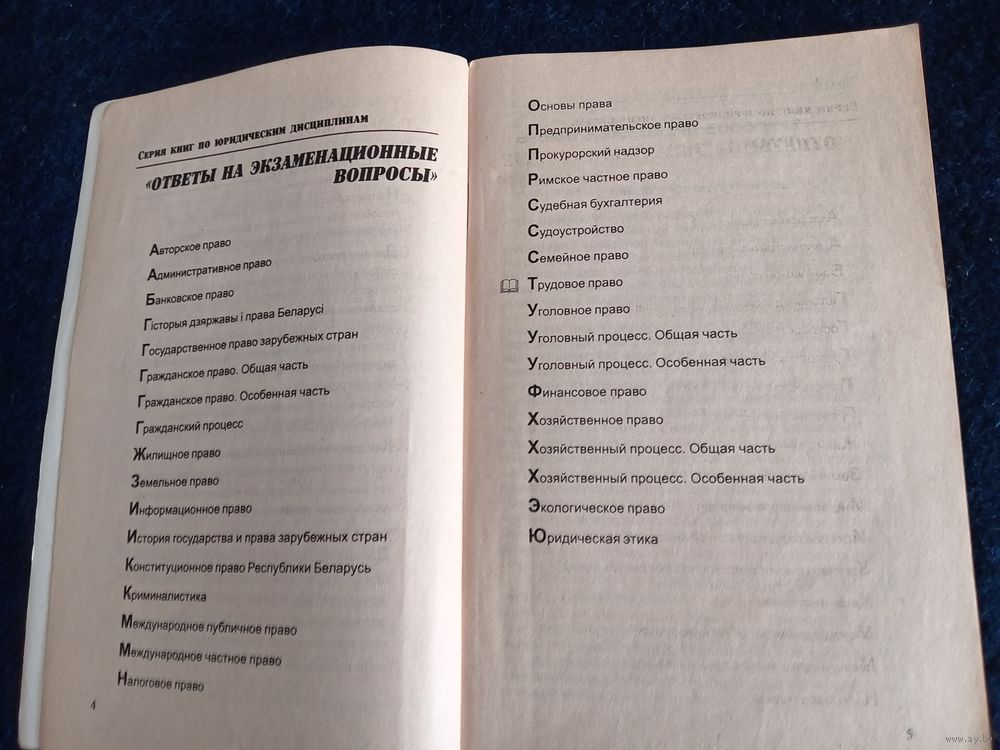 Серия книг по юридическим дисциплинам
«ОТВЕТЫ НА ЭКЗАМЕНАЦИОННЫЕ
ВОПРОСЫ»
Авторское право
Административное право
Банковское право
Гісторыя дзяржавы і права Беларусі
Государственное право зарубежных стран
Гражданское право. Общая часть
Гражданское право. Особенная часть
Гражданский процесс
Жилищное право
Земельное право
Информационное право
История государства и права зарубежных стран
Конституционное право Республики Беларусь
Криминалистика
Международное публичное право
Международное частное право
Налоговое право
4
Основы права
Предпринимательское право
Прокурорский надзор
Римское частное право
Судебная бухгалтерия
Судоустройство
Семейное право
Трудовое право
Уголовное право
Уголовный процесс. Общая часть
Уголовный процесс. Особенная часть
Финансовое право
Хозяйственное право
Хозяйственный процесс. Общая часть
Хозяйственный процесс. Особенная часть
Экологическое право
Юридическая этика
5
www.ay.by